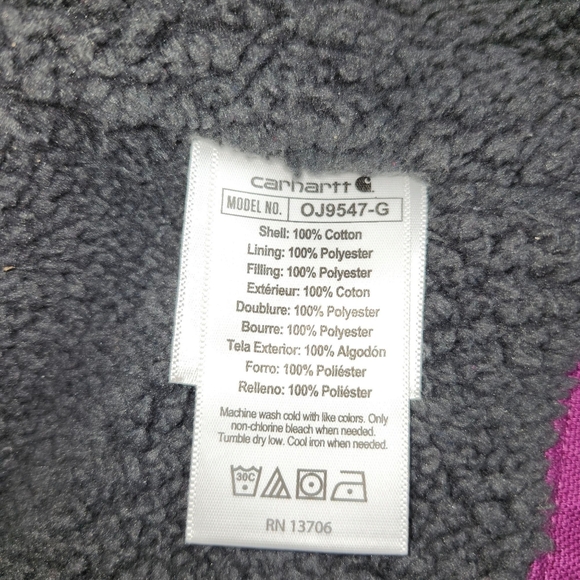 carhartt
MODEL NO. OJ9547-G
Shell: 100% Cotton
Lining: 100% Polyester
Filling: 100% Polyester
Extérieur: 100% Coton
Doublure: 100% Polyester
Bourre: 100% Polyester
Tela Exterior: 100% Algodón
Forro: 100% Poliéster
Relleno: 100% Poliéster
Machine wash cold with like colors. Only
non-chlorine bleach when needed.
Tumble dry low. Cool iron when needed.
30C
RN 13706